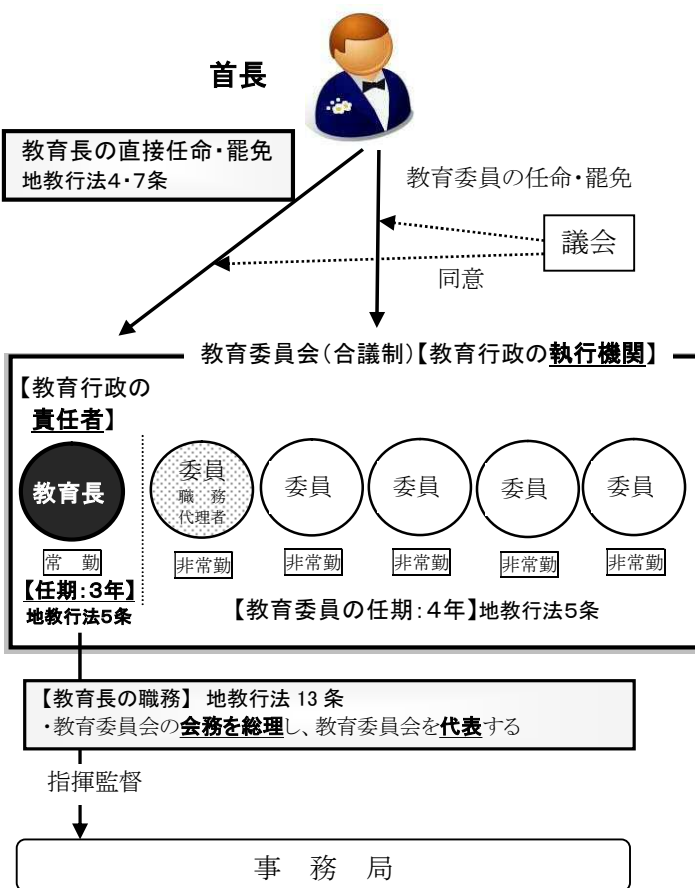 首長
教育長の直接任命・罷免
地教行法4・7条
教育委員の任命・罷免
議会
同意
教育委員会(合議制)【教育行政の執行機関】
【教育行政の
責任者】
教育長
委員
職 務
代理者
委員
委員
委員
委員
常 勤
非常勤
非常勤
非常勤
非常勤
非常勤
【任期:3年】
地教行法5条
【教育委員の任期:4年】地教行法5条
【教育長の職務】 地教行法 13 条
・教育委員会の会務を総理し、教育委員会を代表する
指揮監督
事 務 局